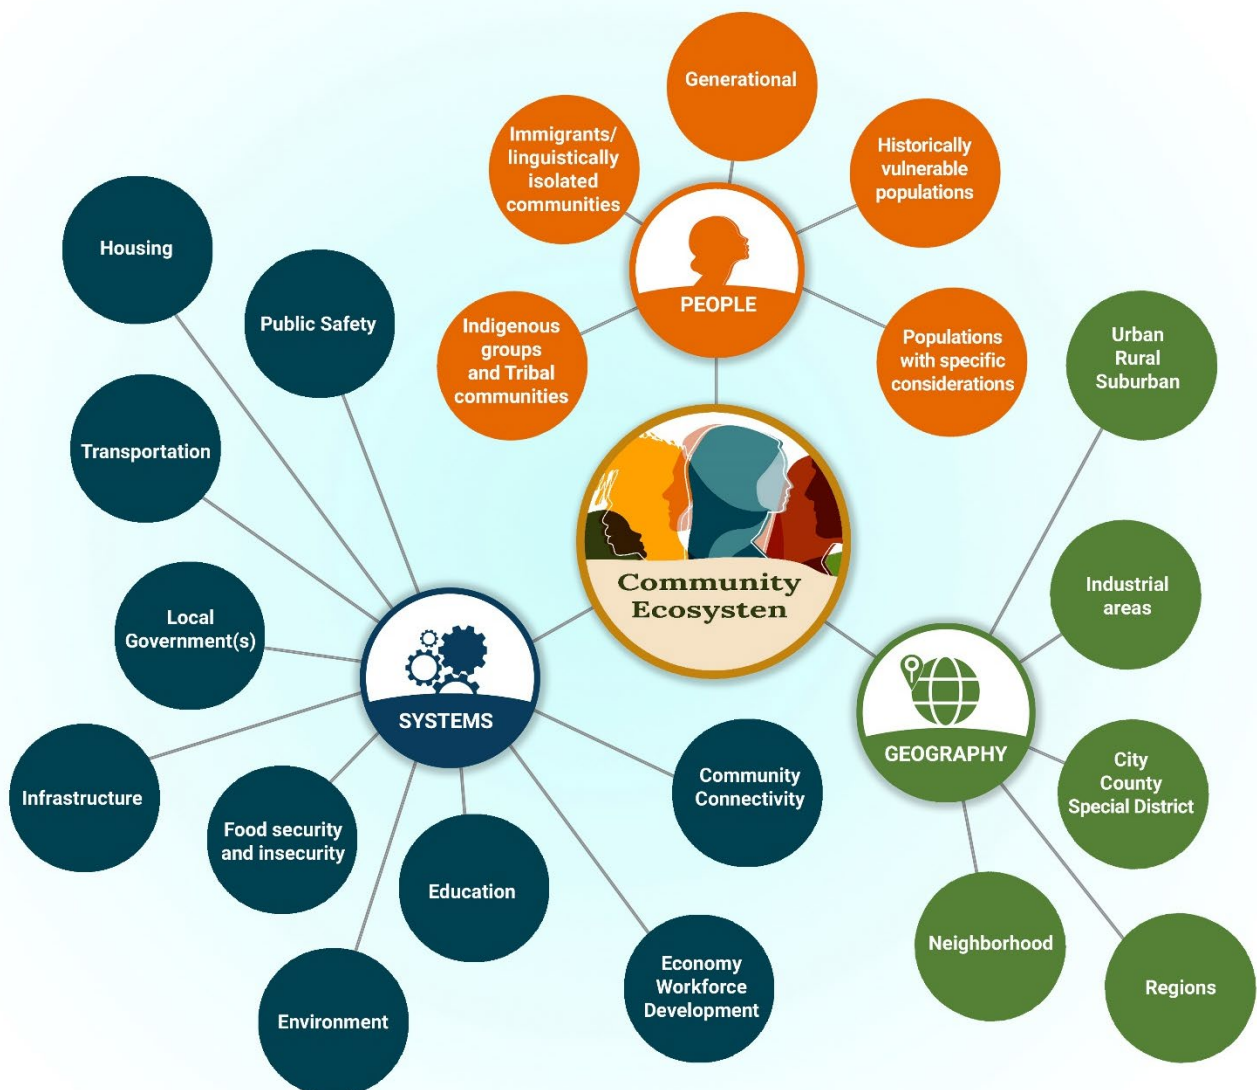 Generational
Immigrants/
linguistically
isolated
communities
Historically
vulnerable
populations
PEOPLE
Indigenous
groups
and Tribal
communities
Populations
with specific
considerations
Community
Ecosysten
Housing
Public Safety
Transportation
Local
Government(s)
SYSTEMS
Infrastructure
Food security
and insecurity
Education
Environment
Economy
Workforce
Development
Community
Connectivity
Urban
Rural
Suburban
Industrial
areas
GEOGRAPHY
City
County
Special District
Neighborhood
Regions